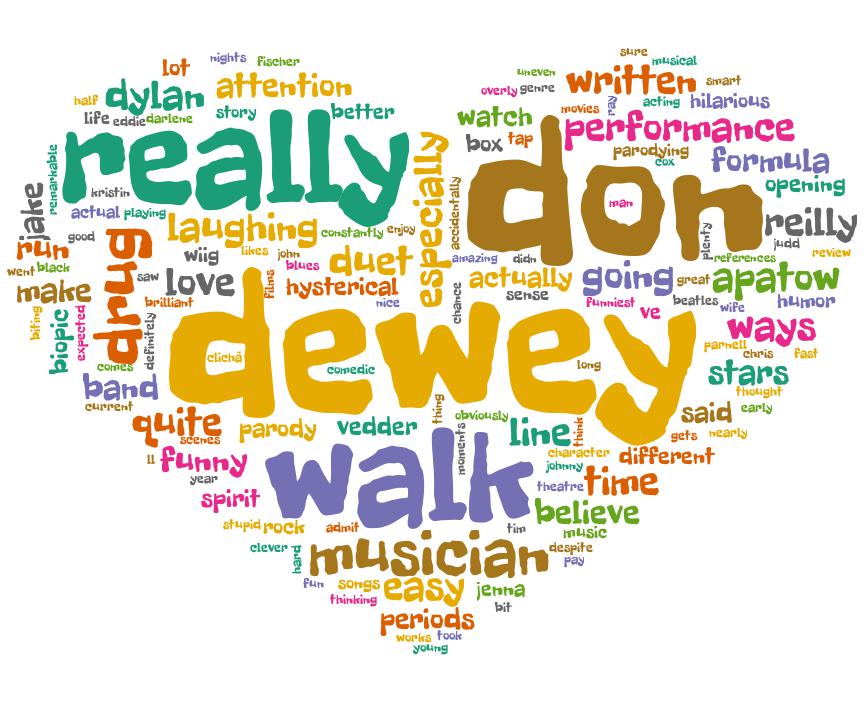 sure
musical
nights
fischer
lot
uneven
written
smart
overly
genre
attention
half
dylan
movies
ray
acting
hilarious
story
better
watch
life
eddie
darlene
performance
box
tap
parodying
cox
formula
really
don
especially
accidentally
remarkable
kristin
jake
opening
man
actual
playing
reilly
laughing
constantly
enjoy
good
plenty
judd
run
drug
wiig
likes
john
duet
amazing
didn
references
review
went
black
saw
love
films
blues
hysterical
actually
going
great
apatow
make
brilliant
nice
chance
sense
funniest
ve
beatles
wife
humor
biting
biopic
expected
definitely
dewey
ways
parnell
chris
fast
clichã
comes
comedic
long
stars
thought
band
current
said
early
quite
scenes
parody
vedder
thing
obviously
line
think
gets
nearly
ll
funny
walk
moments
character
different
year
johnny
time
spirit
theatre
believe
stupid
rock
admit
tim
music
clever
hard
musician
despite
pay
fun
songs
easy
jenna
thinking
bit
periods
works
took
young